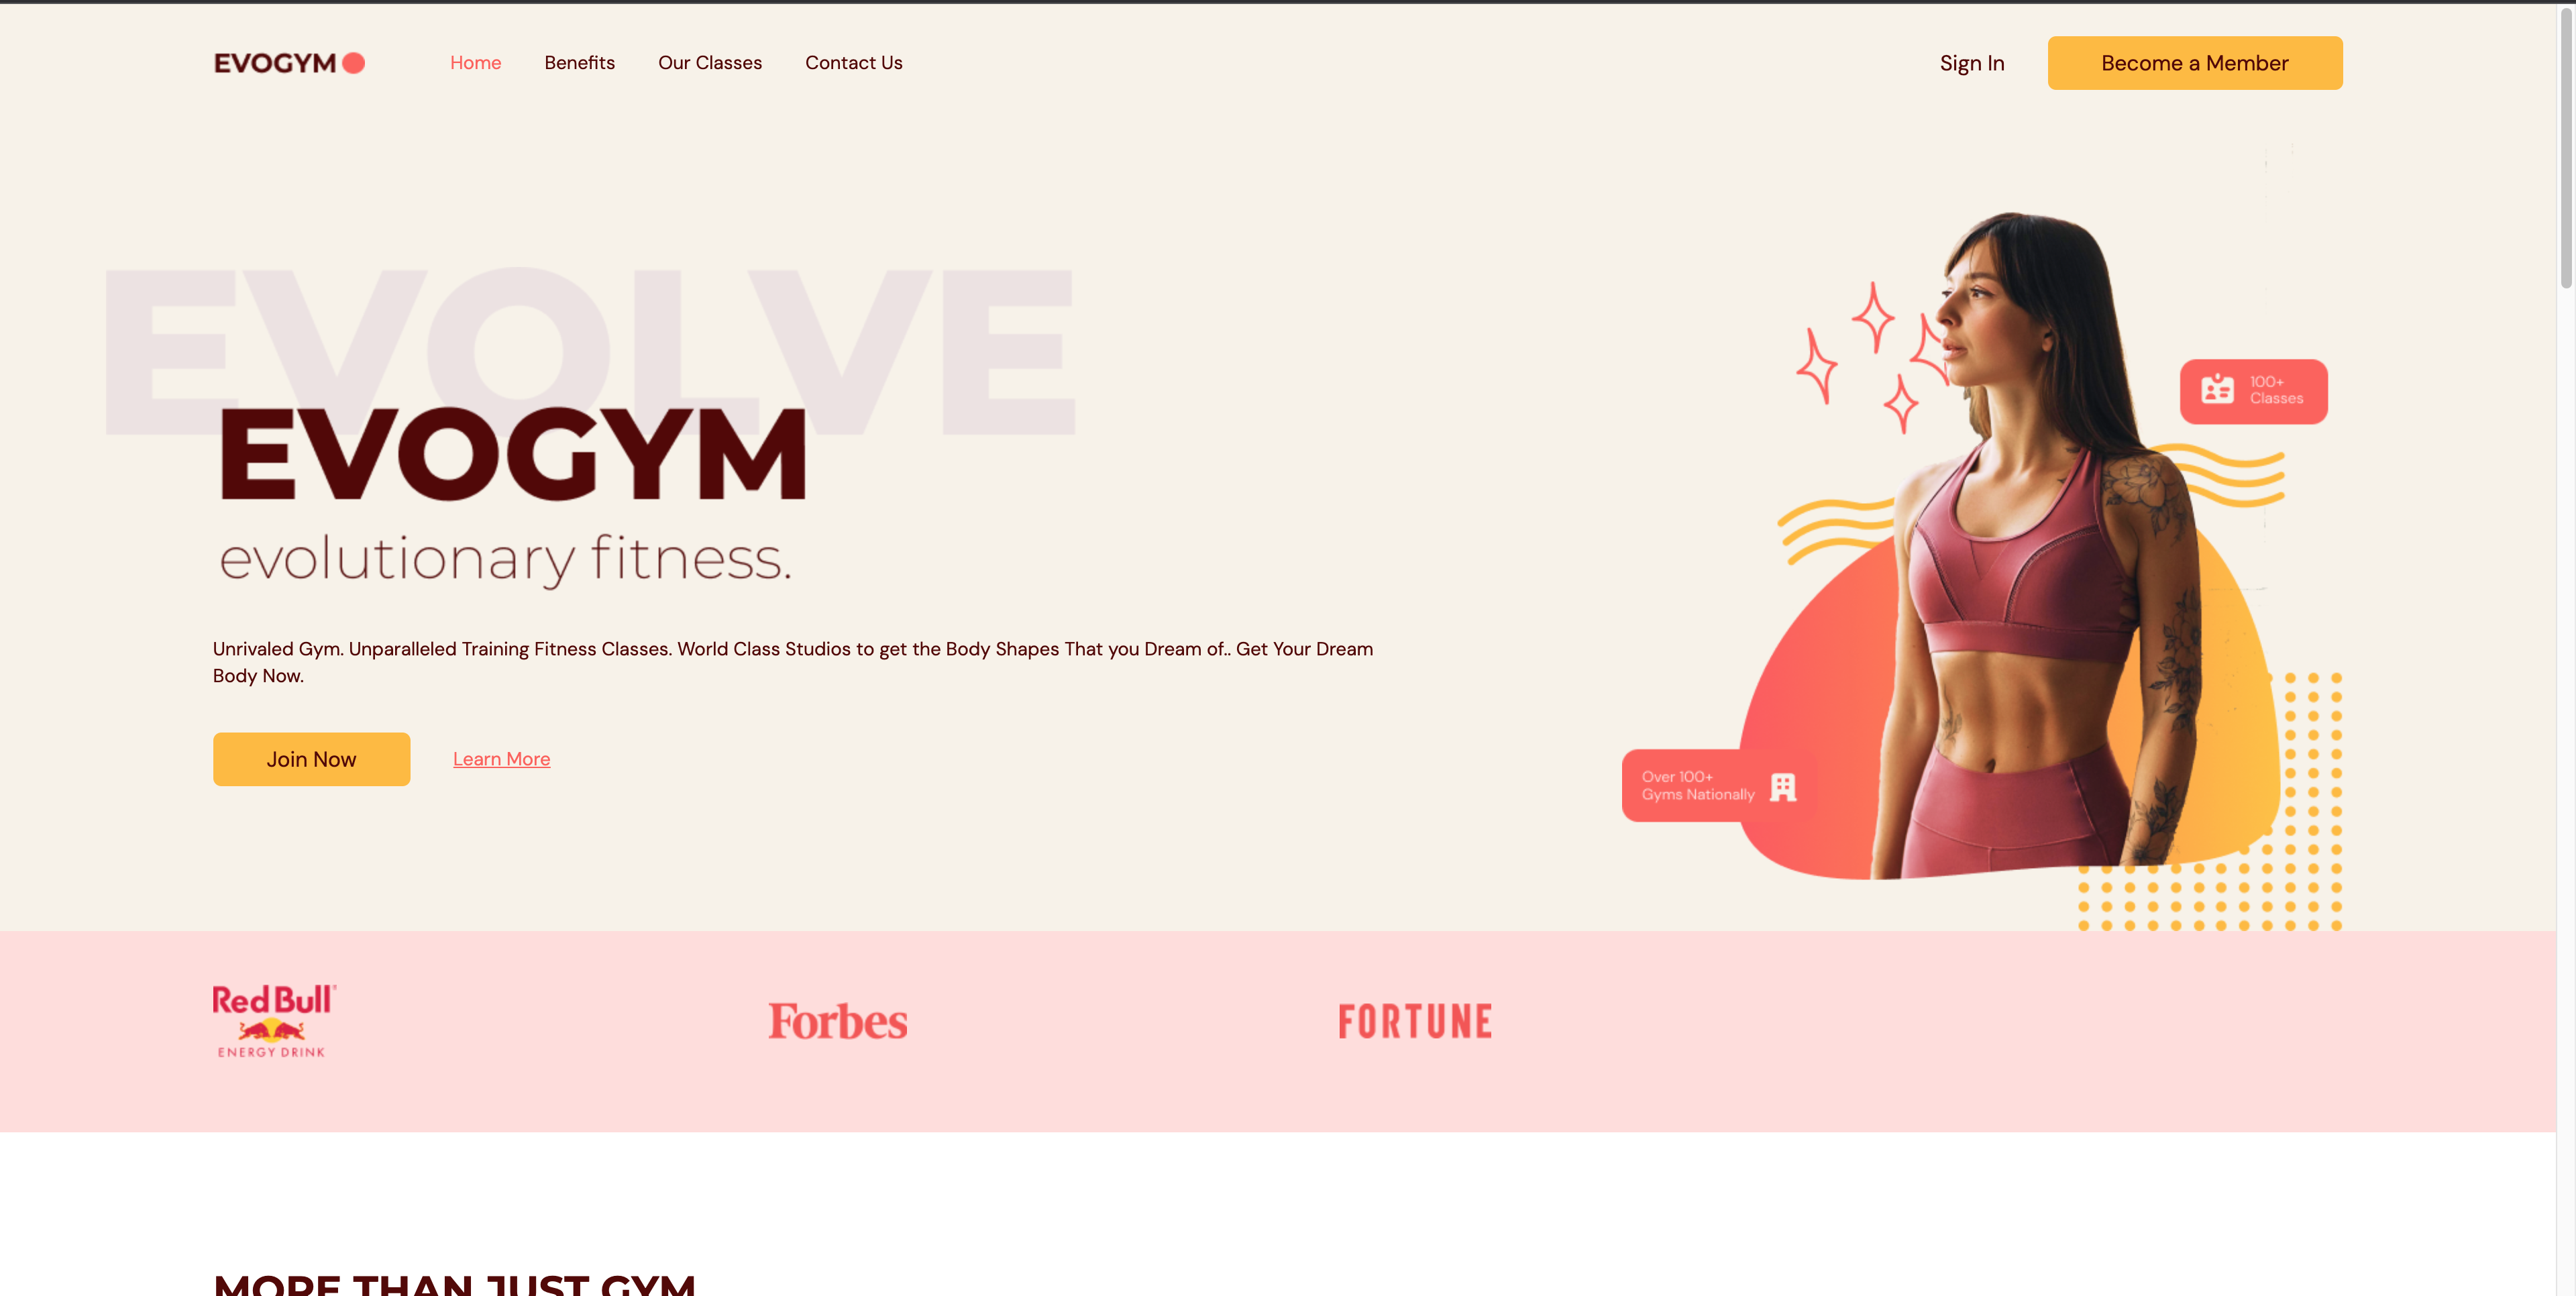 EVOGYM
Home
Benefits
Our Classes
Contact Us
Sign In
Become a Member
EVOLVE
EVOGYM
evolutionary fitness.
Unrivaled Gym. Unparalleled Training Fitness Classes. World Class Studios to get the Body Shapes That you Dream of.. Get Your Dream
Body Now.
Join Now
Learn More
100+
Classes
Over 100+
Gyms Nationally
Red Bull
ENERGY DRINK
Forbes
FORTUNE
MORE THAN JUST GYM